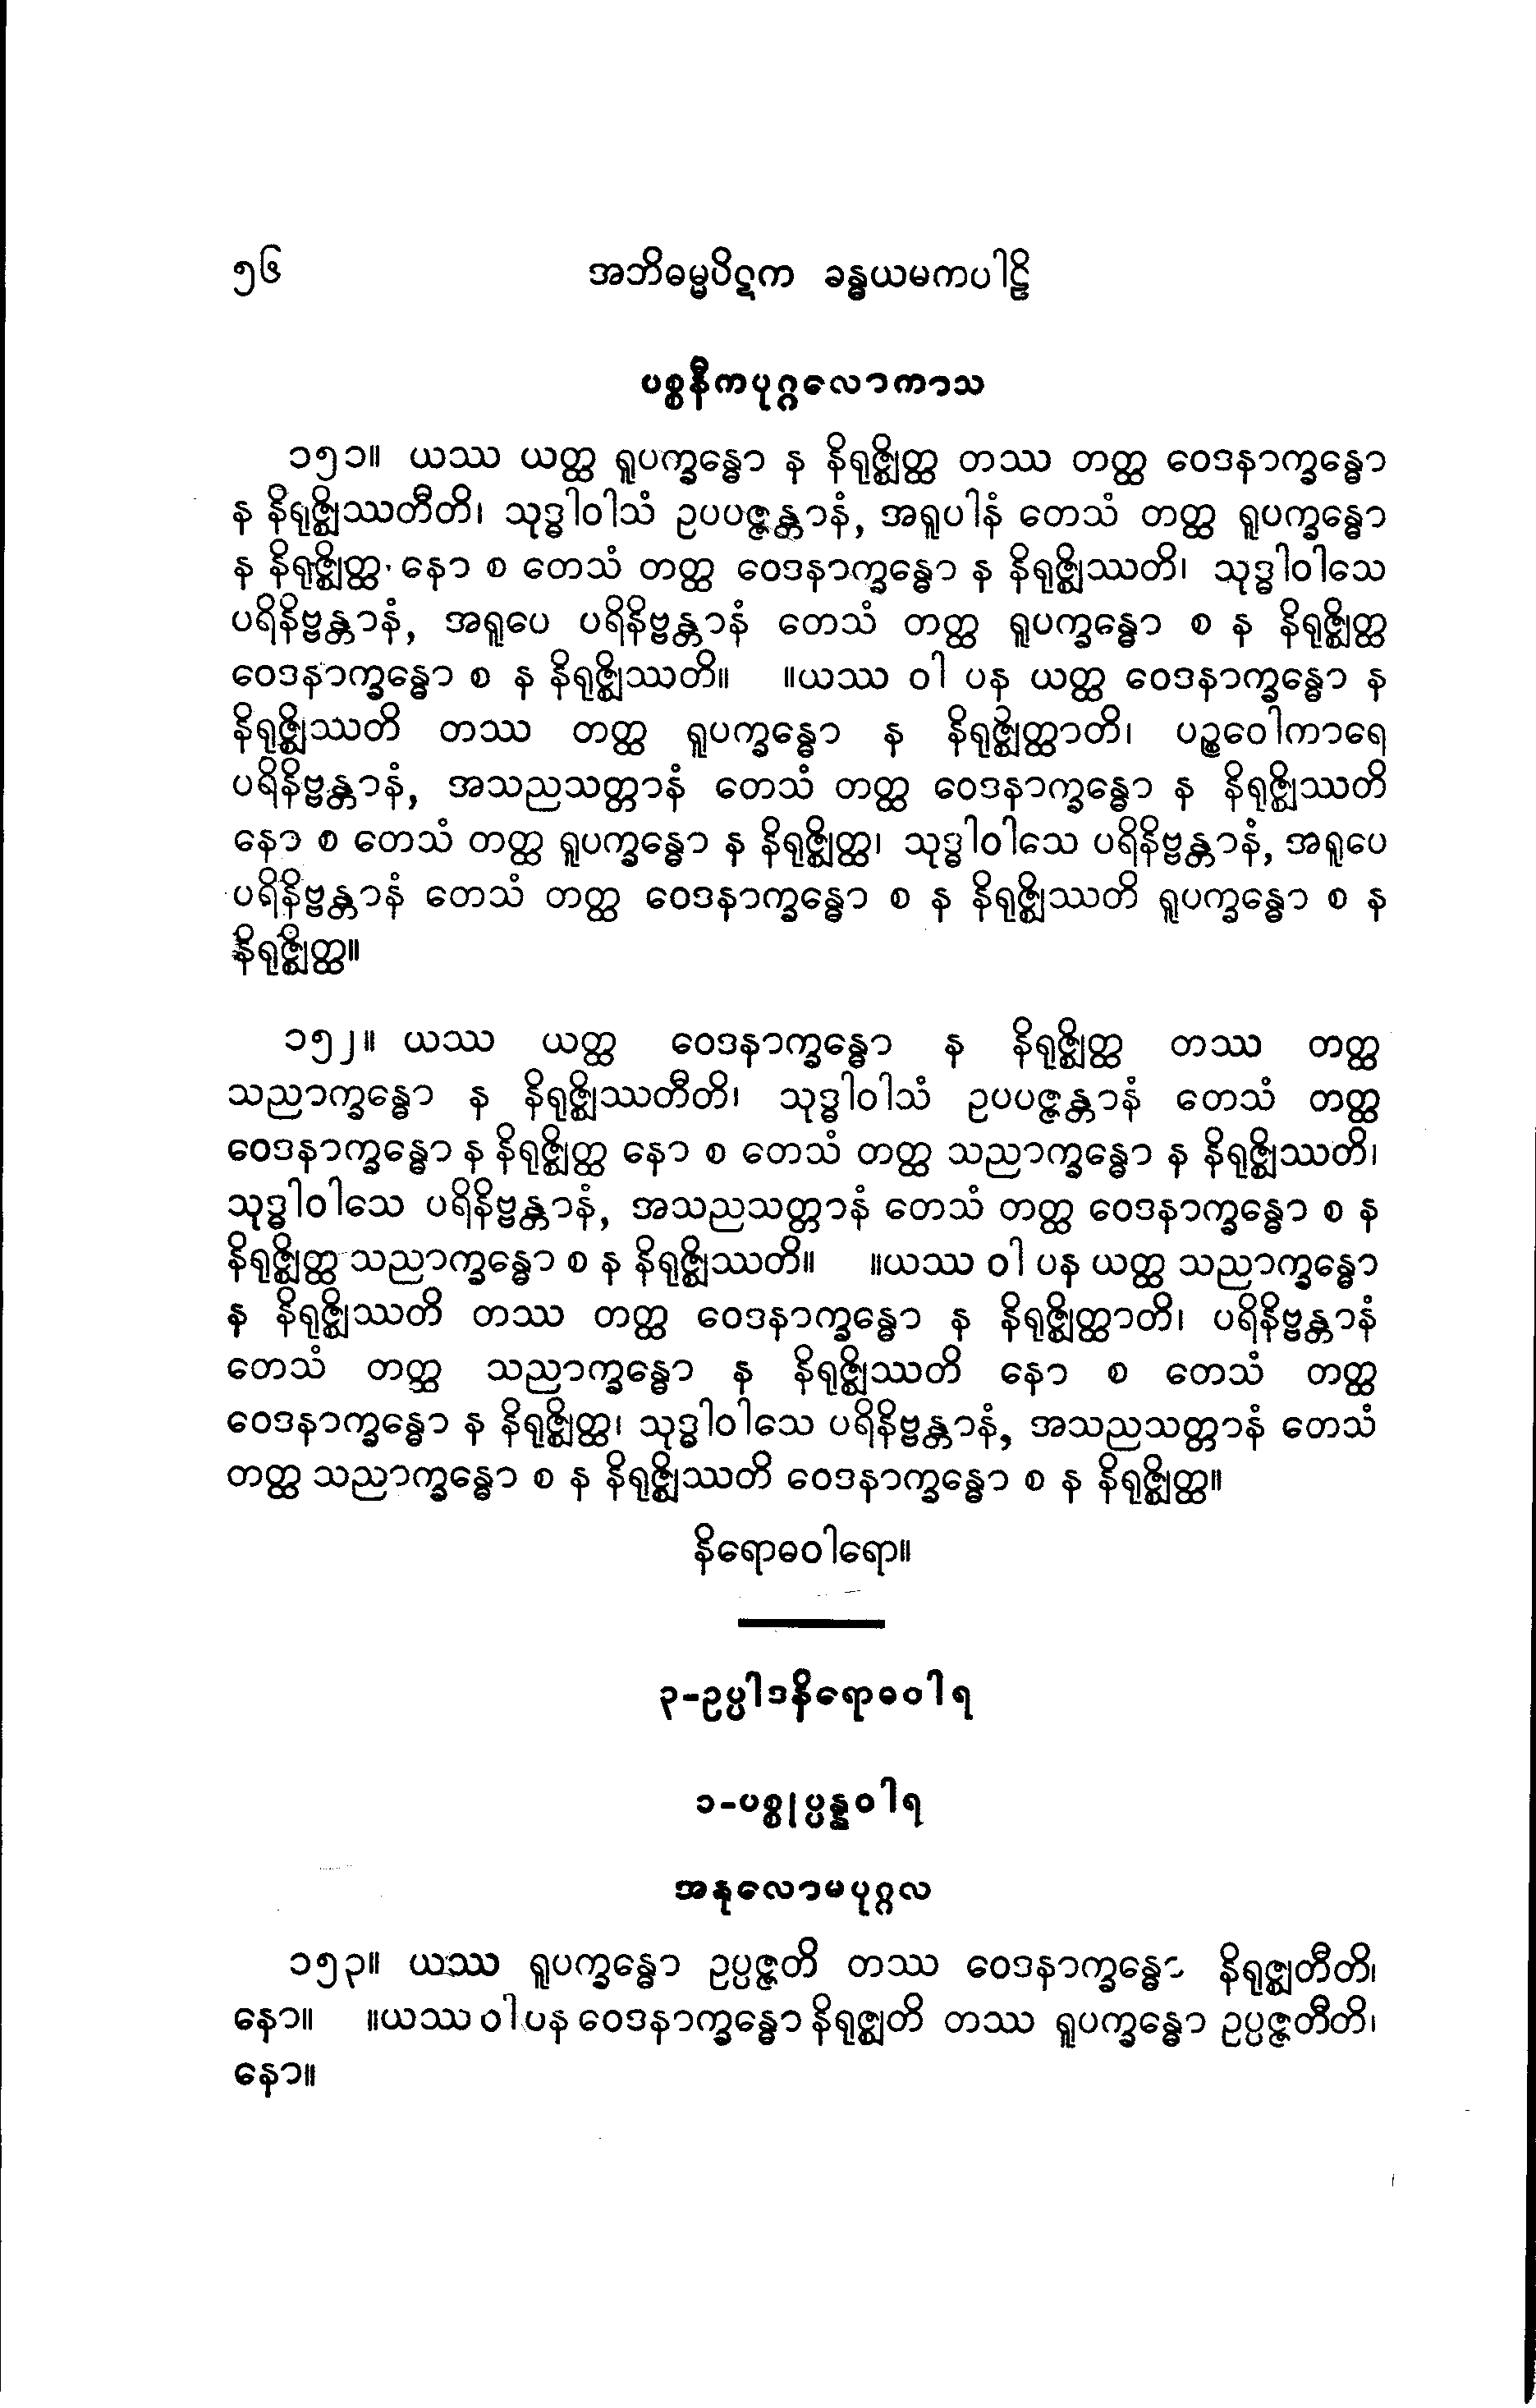 ၅၆ အဘိဓမ္မပိဋက ခန္ဓယမကပါဠိ
ပစ္စနီကပုဂ္ဂလောကာသ
၁၅၁။ ယဿ ယတ္ထ ရူပက္ခန္ဓော န နိရုဇ္ဈိတ္ထ တဿ တတ္ထ ဝေဒနာက္ခန္ဓော
န နိရုဇ္ဈိဿတီတိ၊ သုဒ္ဓါဝါသံ ဥပပဇ္ဇန္တာနံ, အရူပါနံ တေသံ တတ္ထ ရူပက္ခန္ဓော
န နိရုဇ္ဈိတ္ထ နော စ တေသံ တတ္ထ ဝေဒနာက္ခန္ဓော န နိရုဇ္ဈိဿတိ၊ သုဒ္ဓါဝါသေ
ပရိနိဗ္ဗန္တာနံ, အရူပေ ပရိနိဗ္ဗန္တာနံ တေသံ တတ္ထ ရူပက္ခန္ဓော စ န နိရုဇ္ဈိတ္ထ
ဝေဒနာက္ခန္ဓော စ န နိရုဇ္ဈိဿတိ။ ။ယဿ ဝါ ပန ယတ္ထ ဝေဒနာက္ခန္ဓော န
နိရုဇ္ဈိဿတိ တဿ တတ္ထ ရူပက္ခန္ဓော န နိရုဇ္ဈိတ္ထာတိ၊ ပဉ္စဝေါကာရေ
ပရိနိဗ္ဗန္တာနံ, အသညသတ္တာနံ တေသံ တတ္ထ ဝေဒနာက္ခန္ဓော န နိရုဇ္ဈိဿတိ
နော စ တေသံ တတ္ထ ရူပက္ခန္ဓော န နိရုဇ္ဈိတ္ထ၊ သုဒ္ဓါဝါသေ ပရိနိဗ္ဗန္တာနံ, အရူပေ
ပရိနိဗ္ဗန္တာနံ တေသံ တတ္ထ ဝေဒနာက္ခန္ဓော စ န နိရုဇ္ဈိဿတိ ရူပက္ခန္ဓော စ န
နိရုဇ္ဈိတ္ထ။
၁၅၂။ ယဿ ယတ္ထ ဝေဒနာက္ခန္ဓော န နိရုဇ္ဈိတ္ထ တဿ တတ္ထ
သညာက္ခန္ဓော န နိရုဇ္ဈိဿတီတိ၊ သုဒ္ဓါဝါသံ ဥပပဇ္ဇန္တာနံ တေသံ တတ္ထ
ဝေဒနာက္ခန္ဓော န နိရုဇ္ဈိတ္ထ နော စ တေသံ တတ္ထ သညာက္ခန္ဓော န နိရုဇ္ဈိဿတိ၊
သုဒ္ဓါဝါသေ ပရိနိဗ္ဗန္တာနံ, အသညသတ္တာနံ တေသံ တတ္ထ ဝေဒနာက္ခန္ဓော စ န
နိရုဇ္ဈိတ္ထ သညာက္ခန္ဓော စ န နိရုဇ္ဈိဿတိ။ ။ယဿ ဝါ ပန ယတ္ထ သညာက္ခန္ဓော
န နိရုဇ္ဈိဿတိ တဿ တတ္ထ ဝေဒနာက္ခန္ဓော န နိရုဇ္ဈိတ္ထာတိ၊ ပရိနိဗ္ဗန္တာနံ
တေသံ တတ္ထ သညာက္ခန္ဓော န နိရုဇ္ဈိဿတိ နော စ တေသံ တတ္ထ
ဝေဒနာက္ခန္ဓော န နိရုဇ္ဈိတ္ထ၊ သုဒ္ဓါဝါသေ ပရိနိဗ္ဗန္တာနံ, အသညသတ္တာနံ တေသံ
တတ္ထ သညာက္ခန္ဓော စ န နိရုဇ္ဈိဿတိ ဝေဒနာက္ခန္ဓော စ န နိရုဇ္ဈိတ္ထ။
နိရောဓဝါရော။
၃-ဥပ္ပါဒနိရောဓဝါရ
၁-ပစ္စုပ္ပန္နဝါရ
အနုလောမပုဂ္ဂလ
၁၅၃။ ယဿ ရူပက္ခန္ဓော ဥပ္ပဇ္ဇတိ တဿ ဝေဒနာက္ခန္ဓော နိရုဇ္ဈတီတိ၊
နော။ ။ယဿ ဝါ ပန ဝေဒနာက္ခန္ဓော နိရုဇ္ဈတိ တဿ ရူပက္ခန္ဓော ဥပ္ပဇ္ဇတီတိ၊
နော။